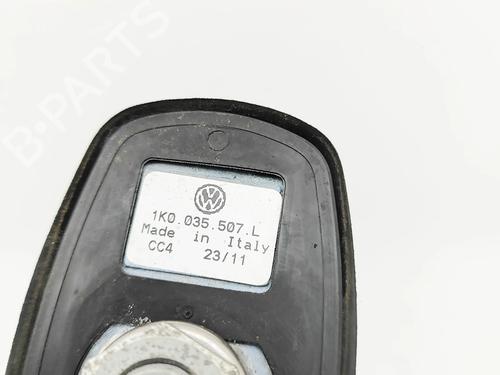 B-PARTS
1K0.035.507.L
Made in Italy
CC4 23/11